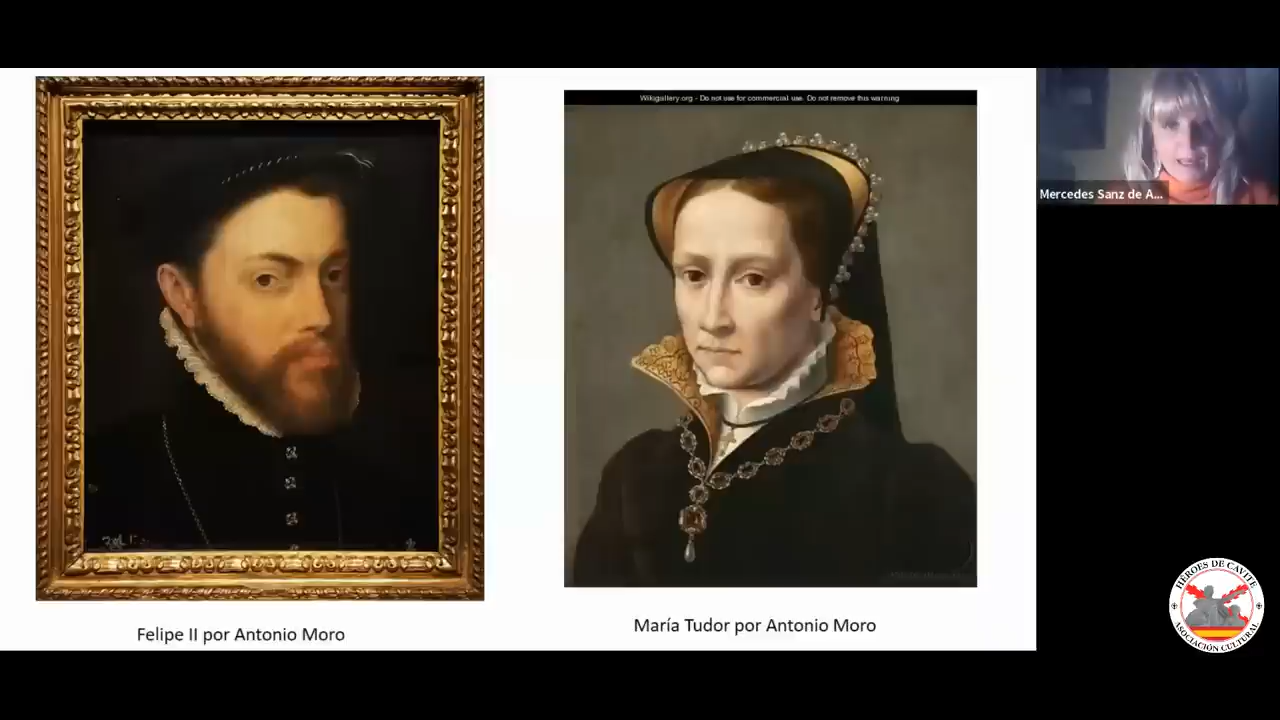 Wikigallery.org - Do not use for commercial use. Do not remove this warning
Mercedes Sanz de A...
HÉROES DE CAVITE
ASOCIACIÓN CULTURAL
Felipe II por Antonio Moro
María Tudor por Antonio Moro